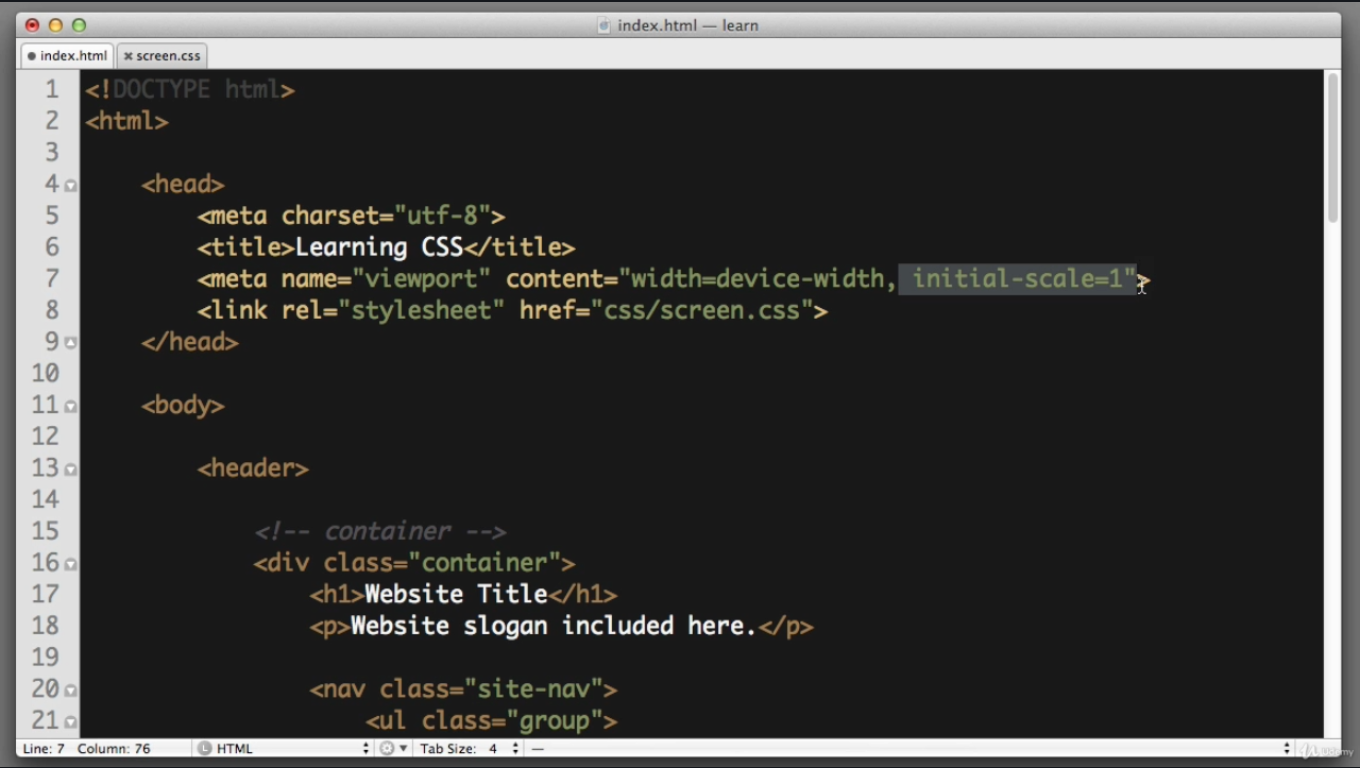 index.html — learn
index.html
screen.css
1 <!DOCTYPE html>
2 <html>
3
4     <head>
5         <meta charset="utf-8">
6         <title>Learning CSS</title>
7         <meta name="viewport" content="width=device-width, initial-scale=1">
8         <link rel="stylesheet" href="css/screen.css">
9     </head>
10
11     <body>
12
13         <header>
14
15             <!-- container -->
16             <div class="container">
17                 <h1>Website Title</h1>
18                 <p>Website slogan included here.</p>
19
20                 <nav class="site-nav">
21                     <ul class="group">
Line: 7 Column: 76 L HTML Tab Size: 4 —
Udemy